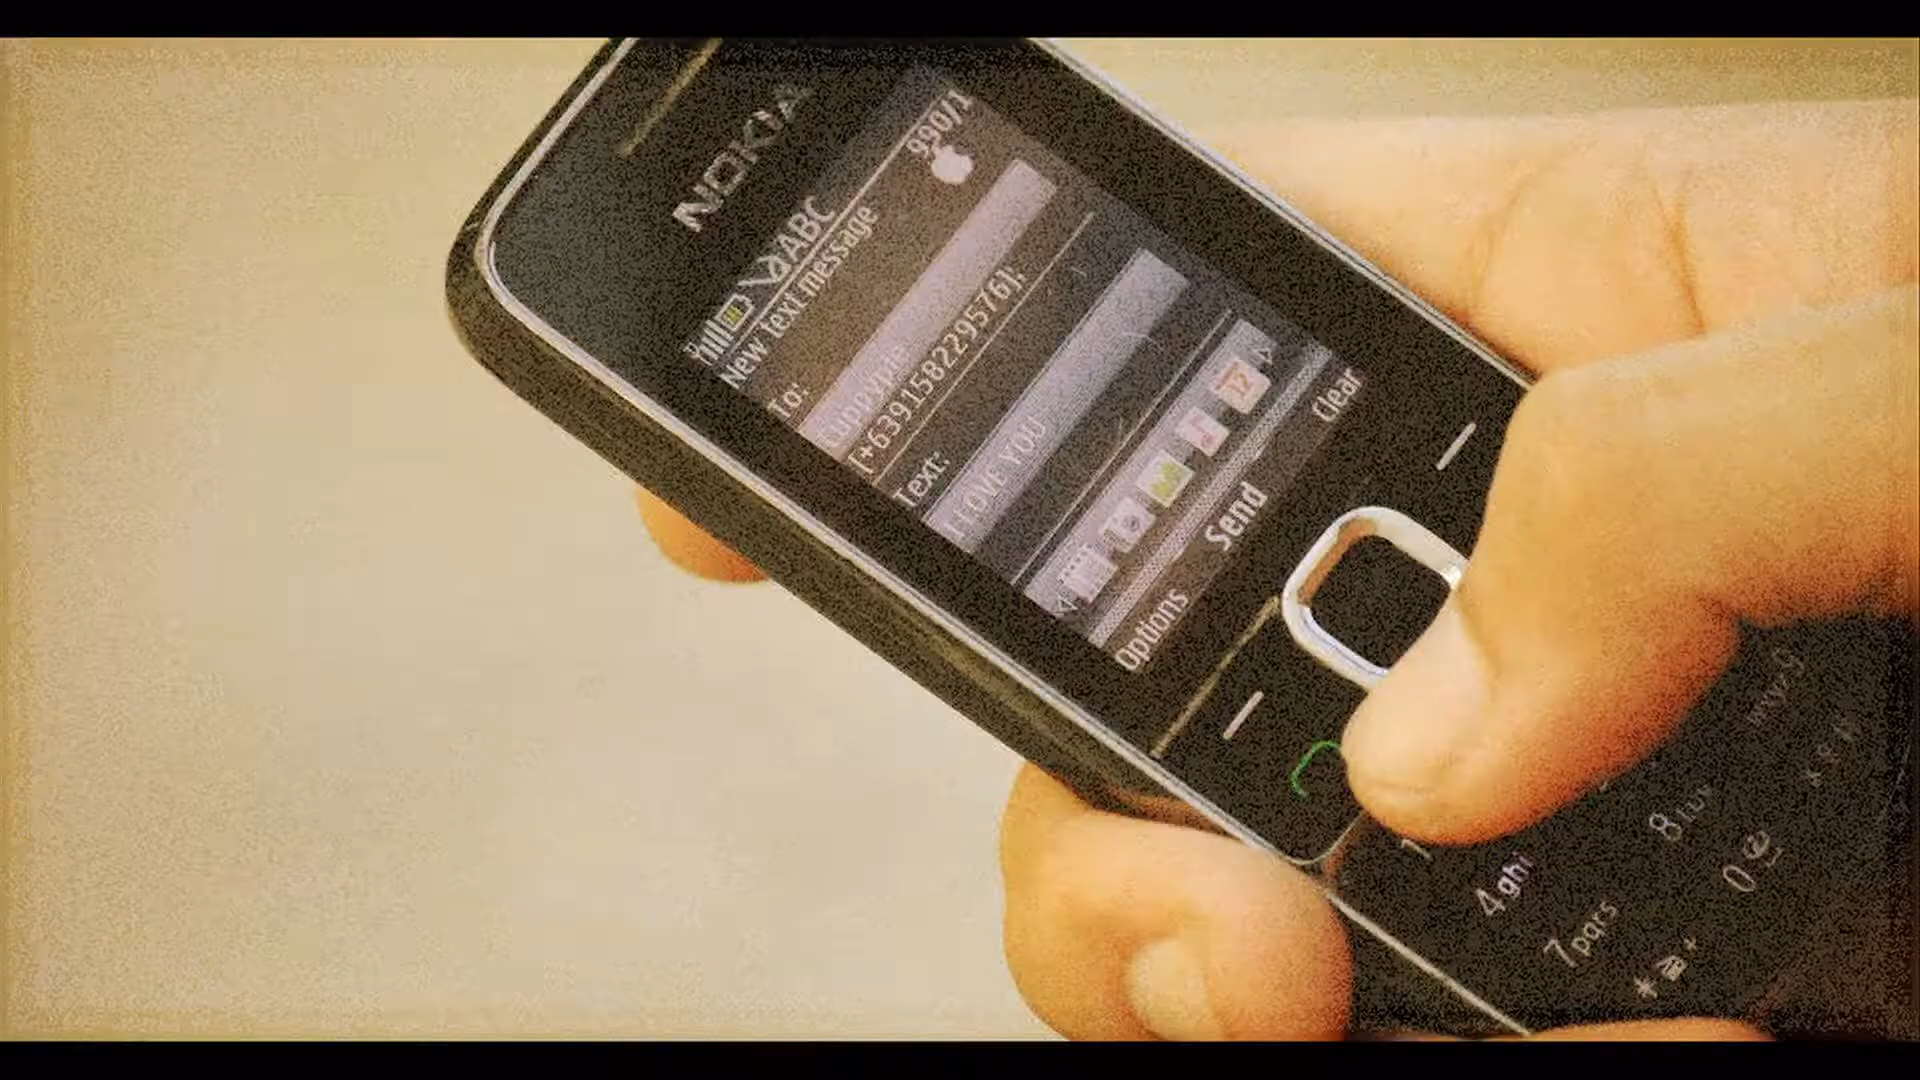 NOKIA
ABC
990/1
New text message
To:
[+639158229576];
Text:
I LOVE YOU
Options
Send
Clear
4ghi
7pqrs
8tuv
0
* +